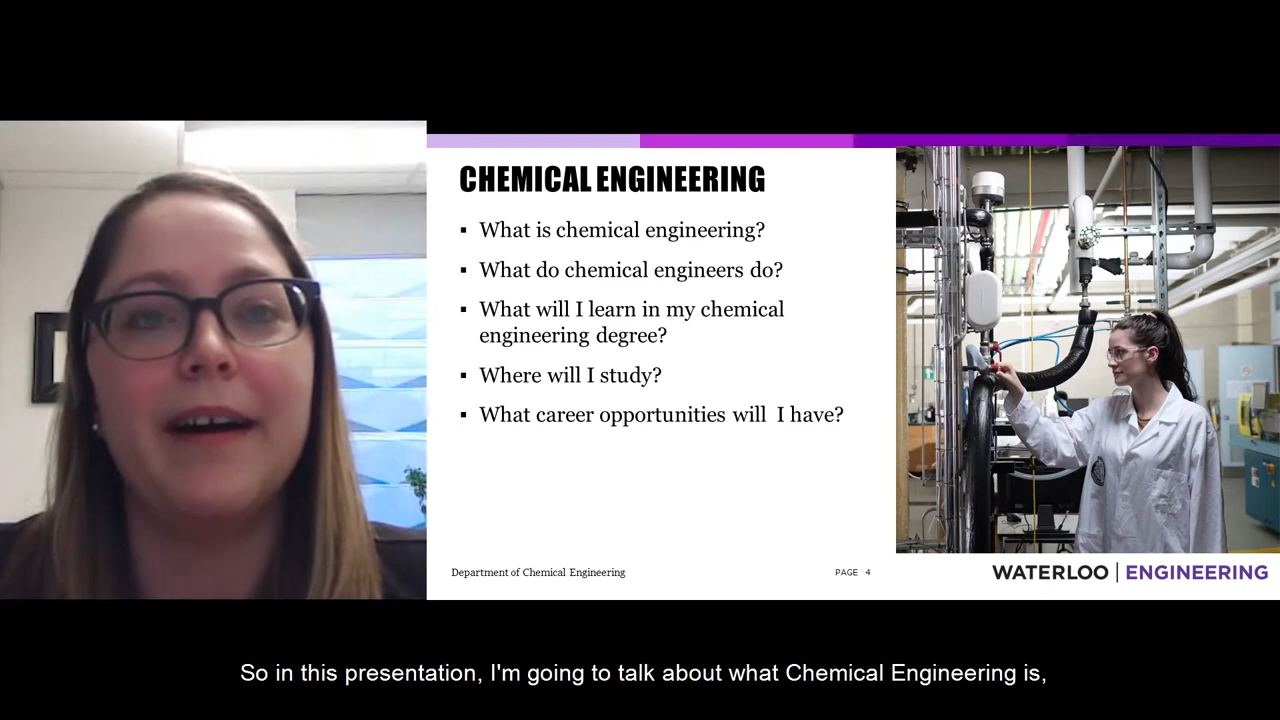 CHEMICAL ENGINEERING
▪ What is chemical engineering?
▪ What do chemical engineers do?
▪ What will I learn in my chemical
engineering degree?
▪ Where will I study?
▪ What career opportunities will I have?
Department of Chemical Engineering
PAGE 4
WATERLOO | ENGINEERING
So in this presentation, I'm going to talk about what Chemical Engineering is,